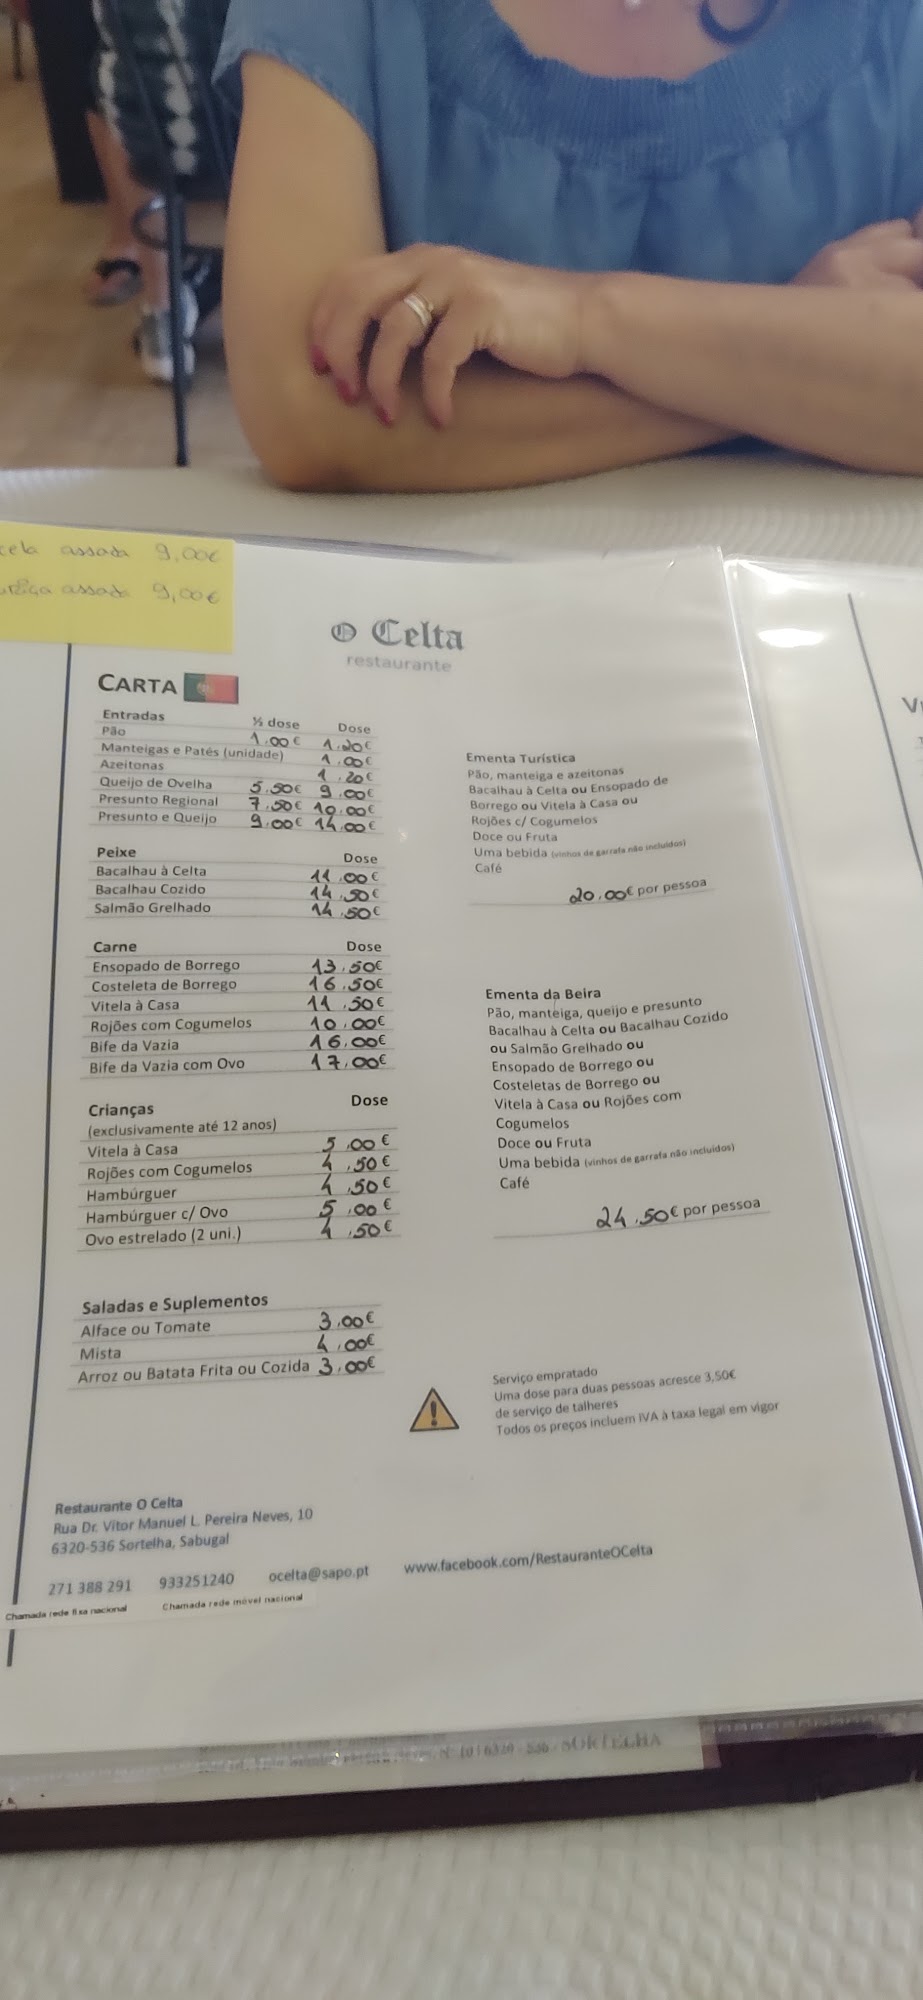 assada 9,00€
assada 9,00€
O Celta
restaurante
CARTA
Entradas ½ dose Dose
Pão 1.00€ 1.20€
Manteigas e Patés (unidade) 1.00€
Azeitonas 1.20€
Queijo de Ovelha 5.50€ 9.00€
Presunto Regional 7.50€ 10.00€
Presunto e Queijo 9.00€ 14.00€
Peixe Dose
Bacalhau à Celta 11.00€
Bacalhau Cozido 14.50€
Salmão Grelhado 14.50€
Carne Dose
Ensopado de Borrego 13.50€
Costeleta de Borrego 16.50€
Vitela à Casa 11.50€
Rojões com Cogumelos 10.00€
Bife da Vazia 16.00€
Bife da Vazia com Ovo 17.00€
Crianças Dose
(exclusivamente até 12 anos)
Vitela à Casa 5.00€
Rojões com Cogumelos 4.50€
Hambúrguer 4.50€
Hambúrguer c/ Ovo 5.00€
Ovo estrelado (2 uni.) 4.50€
Saladas e Suplementos
Alface ou Tomate 3.00€
Mista 4.00€
Arroz ou Batata Frita ou Cozida 3.00€
Ementa Turística
Pão, manteiga e azeitonas
Bacalhau à Celta ou Ensopado de
Borrego ou Vitela à Casa ou
Rojões c/ Cogumelos
Doce ou Fruta
Uma bebida (vinhos de garrafa não incluídos)
Café
20.00€ por pessoa
Ementa da Beira
Pão, manteiga, queijo e presunto
Bacalhau à Celta ou Bacalhau Cozido
ou Salmão Grelhado ou
Ensopado de Borrego ou
Costeletas de Borrego ou
Vitela à Casa ou Rojões com
Cogumelos
Doce ou Fruta
Uma bebida (vinhos de garrafa não incluídos)
Café
24.50€ por pessoa
Serviço empratado
Uma dose para duas pessoas acresce 3,50€
de serviço de talheres
Todos os preços incluem IVA à taxa legal em vigor
Restaurante O Celta
Rua Dr. Vitor Manuel L. Pereira Neves, 10
6320-536 Sortelha, Sabugal
271 388 291 933251240 ocelta@sapo.pt www.facebook.com/RestauranteOCelta
Chamada rede fixa nacional Chamada rede móvel nacional
SORTELHA